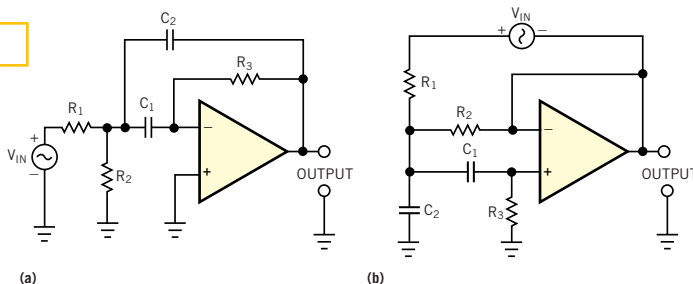 C2
R3
R1
C1
−
+
VIN
−
+
R2
OUTPUT
(a)
VIN
+
−
R1
R2
−
C1
+
OUTPUT
C2
R3
(b)